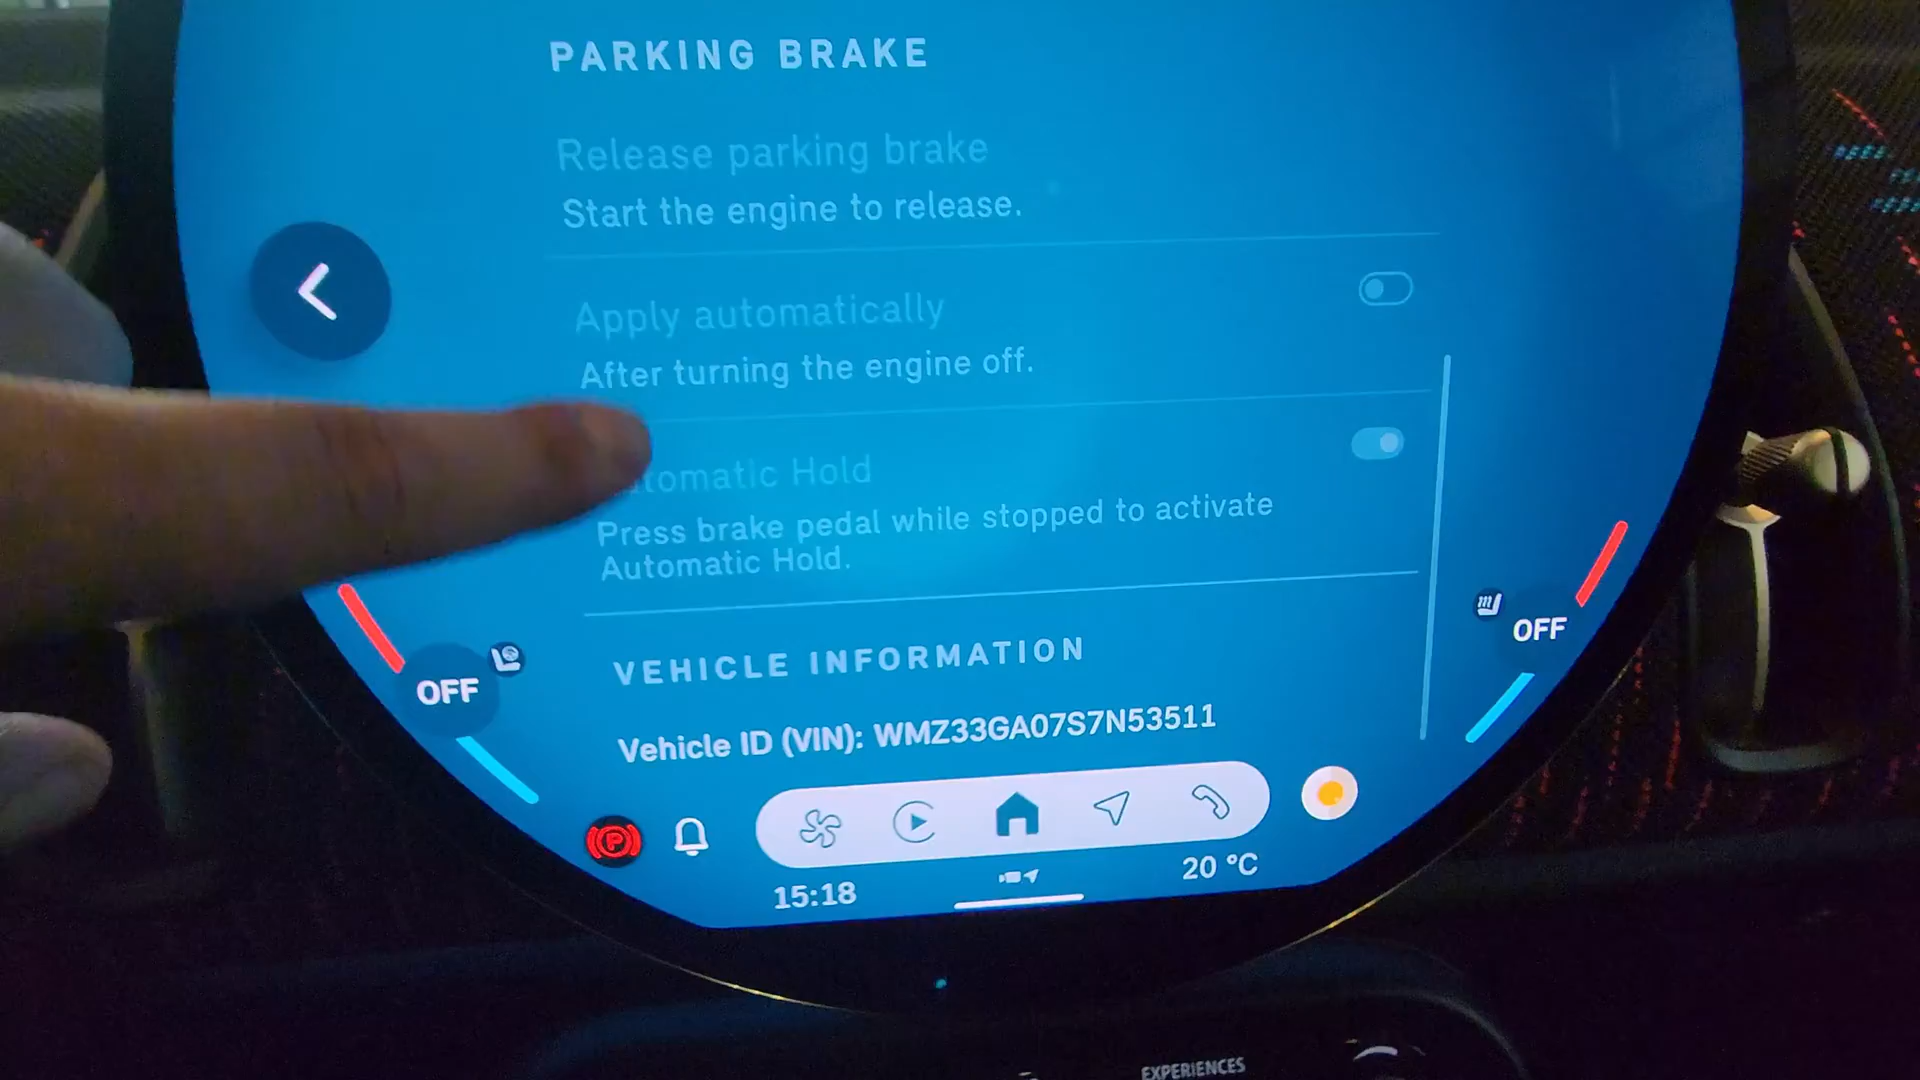 PARKING BRAKE
Release parking brake
Start the engine to release.
Apply automatically
After turning the engine off.
Hold
Press brake pedal while stopped to activate
Automatic Hold.
VEHICLE INFORMATION
Vehicle ID (VIN): WMZ33GA07S7N53511
OFF
OFF
15:18
20 °C
EXPERIENCES